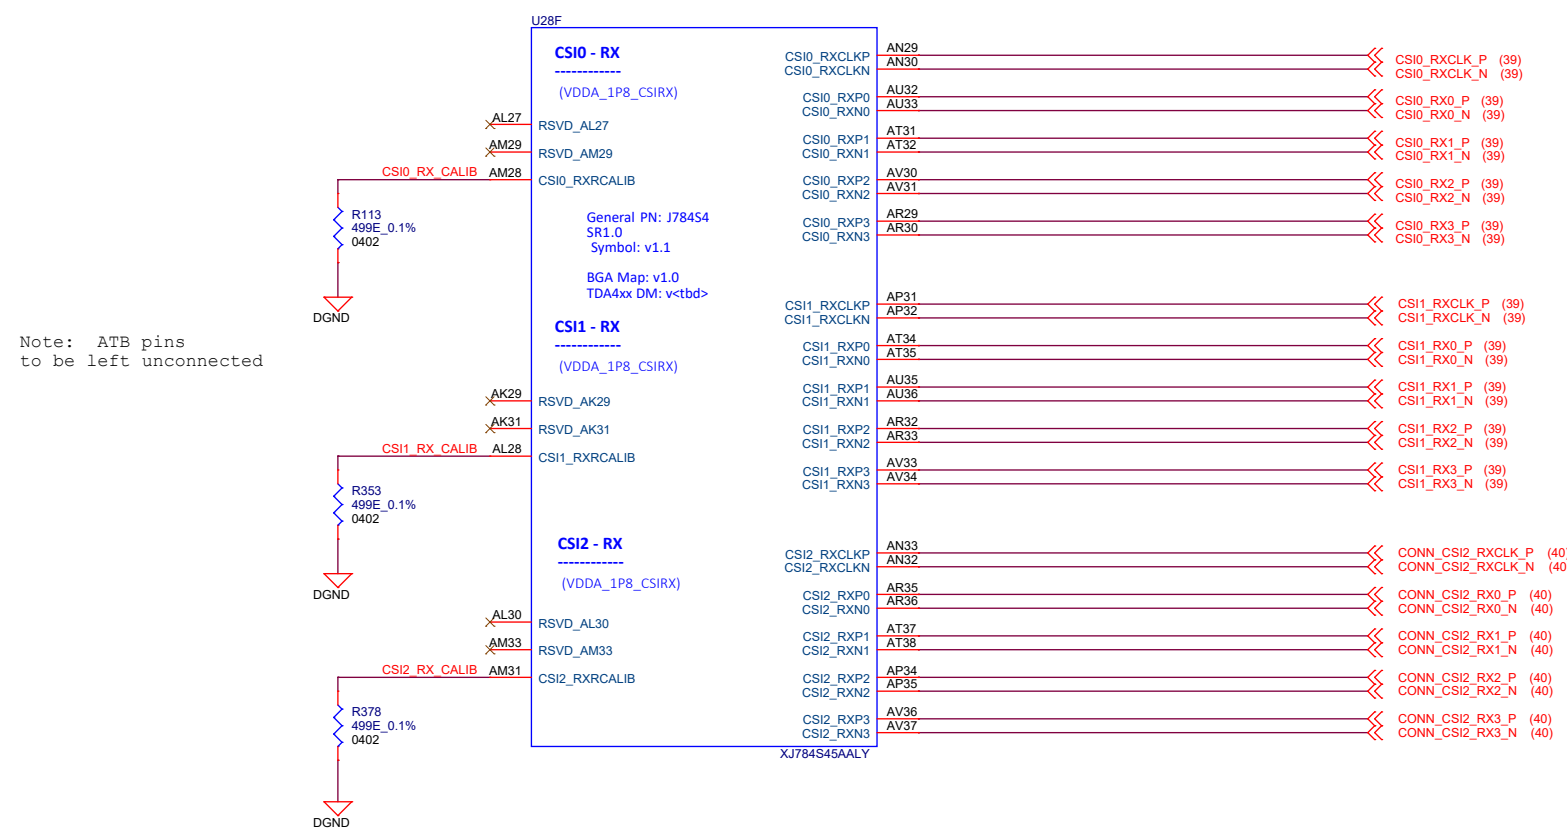 U28F
CSI0 - RX
------------
(VDDA_1P8_CSIRX)
AL27 RSVD_AL27
AM29 RSVD_AM29
CSI0_RX_CALIB AM28 CSI0_RXRCALIB
R113
499E_0.1%
0402
DGND
General PN: J784S4
SR1.0
Symbol: v1.1
BGA Map: v1.0
TDA4xx DM: v<tbd>
Note: ATB pins
to be left unconnected
CSI1 - RX
------------
(VDDA_1P8_CSIRX)
AK29 RSVD_AK29
AK31 RSVD_AK31
CSI1_RX_CALIB AL28 CSI1_RXRCALIB
R353
499E_0.1%
0402
DGND
CSI2 - RX
------------
(VDDA_1P8_CSIRX)
AL30 RSVD_AL30
AM33 RSVD_AM33
CSI2_RX_CALIB AM31 CSI2_RXRCALIB
R378
499E_0.1%
0402
DGND
CSI0_RXCLKP AN29 CSI0_RXCLK_P (39)
CSI0_RXCLKN AN30 CSI0_RXCLK_N (39)
CSI0_RXP0 AU32 CSI0_RX0_P (39)
CSI0_RXN0 AU33 CSI0_RX0_N (39)
CSI0_RXP1 AT31 CSI0_RX1_P (39)
CSI0_RXN1 AT32 CSI0_RX1_N (39)
CSI0_RXP2 AV30 CSI0_RX2_P (39)
CSI0_RXN2 AV31 CSI0_RX2_N (39)
CSI0_RXP3 AR29 CSI0_RX3_P (39)
CSI0_RXN3 AR30 CSI0_RX3_N (39)
CSI1_RXCLKP AP31 CSI1_RXCLK_P (39)
CSI1_RXCLKN AP32 CSI1_RXCLK_N (39)
CSI1_RXP0 AT34 CSI1_RX0_P (39)
CSI1_RXN0 AT35 CSI1_RX0_N (39)
CSI1_RXP1 AU35 CSI1_RX1_P (39)
CSI1_RXN1 AU36 CSI1_RX1_N (39)
CSI1_RXP2 AR32 CSI1_RX2_P (39)
CSI1_RXN2 AR33 CSI1_RX2_N (39)
CSI1_RXP3 AV33 CSI1_RX3_P (39)
CSI1_RXN3 AV34 CSI1_RX3_N (39)
CSI2_RXCLKP AN33 CONN_CSI2_RXCLK_P (40
CSI2_RXCLKN AN32 CONN_CSI2_RXCLK_N (40
CSI2_RXP0 AR35 CONN_CSI2_RX0_P (40)
CSI2_RXN0 AR36 CONN_CSI2_RX0_N (40)
CSI2_RXP1 AT37 CONN_CSI2_RX1_P (40)
CSI2_RXN1 AT38 CONN_CSI2_RX1_N (40)
CSI2_RXP2 AP34 CONN_CSI2_RX2_P (40)
CSI2_RXN2 AP35 CONN_CSI2_RX2_N (40)
CSI2_RXP3 AV36 CONN_CSI2_RX3_P (40)
CSI2_RXN3 AV37 CONN_CSI2_RX3_N (40)
XJ784S45AALY